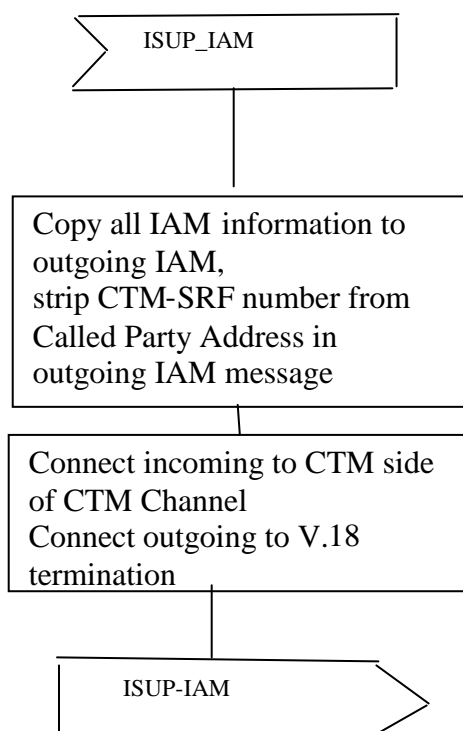 ISUP_IAM
Copy all IAM information to
outgoing IAM,
strip CTM-SRF number from
Called Party Address in
outgoing IAM message
Connect incoming to CTM side
of CTM Channel
Connect outgoing to V.18
termination
ISUP-IAM